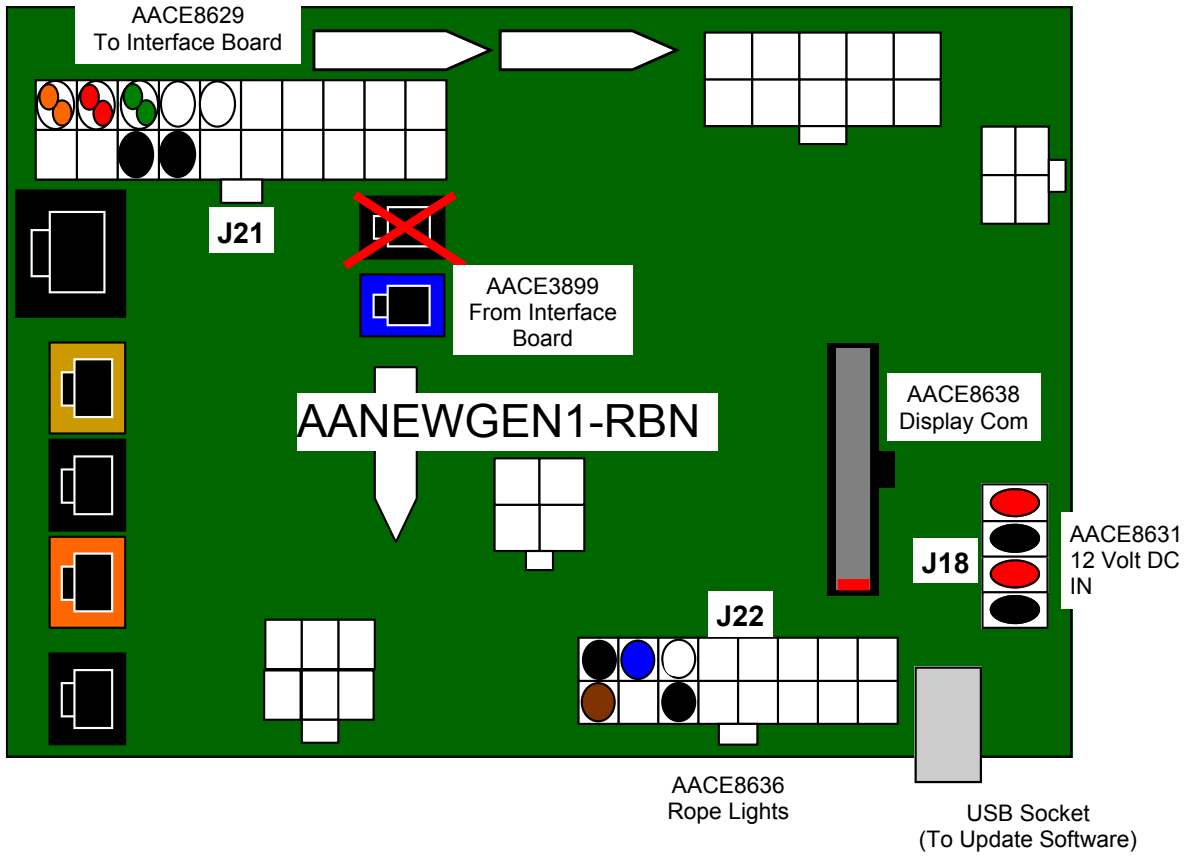 AACE8629
To Interface Board
J21
AACE3899
From Interface
Board
AANEWGEN1-RBN
AACE8638
Display Com
J18
AACE8631
12 Volt DC
IN
J22
AACE8636
Rope Lights
USB Socket
(To Update Software)